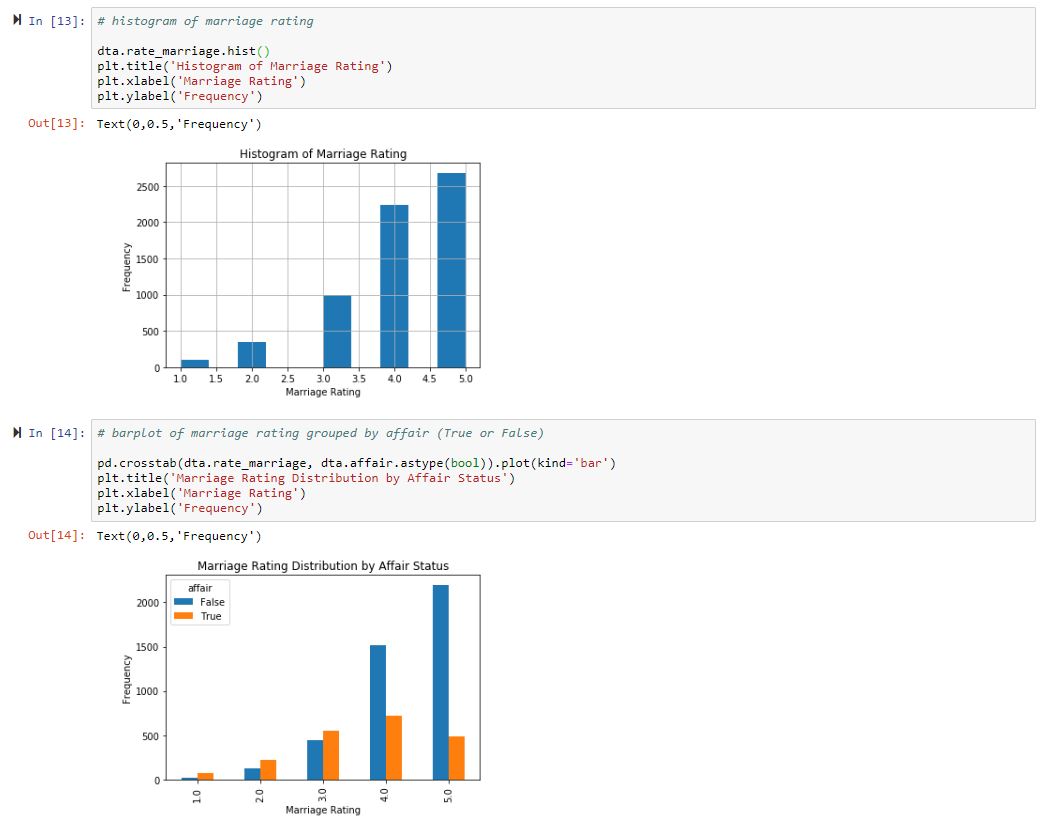 In [13]: # histogram of marriage rating
dta.rate_marriage.hist()
plt.title('Histogram of Marriage Rating')
plt.xlabel('Marriage Rating')
plt.ylabel('Frequency')
Out[13]: Text(0,0.5,'Frequency')
Histogram of Marriage Rating
2500
2000
1500
1000
500
0
Frequency
1.0 1.5 2.0 2.5 3.0 3.5 4.0 4.5 5.0
Marriage Rating
In [14]: # barplot of marriage rating grouped by affair (True or False)
pd.crosstab(dta.rate_marriage, dta.affair.astype(bool)).plot(kind='bar')
plt.title('Marriage Rating Distribution by Affair Status')
plt.xlabel('Marriage Rating')
plt.ylabel('Frequency')
Out[14]: Text(0,0.5,'Frequency')
Marriage Rating Distribution by Affair Status
affair
False
True
2000
1500
1000
500
0
Frequency
1.0 2.0 3.0 4.0 5.0
Marriage Rating